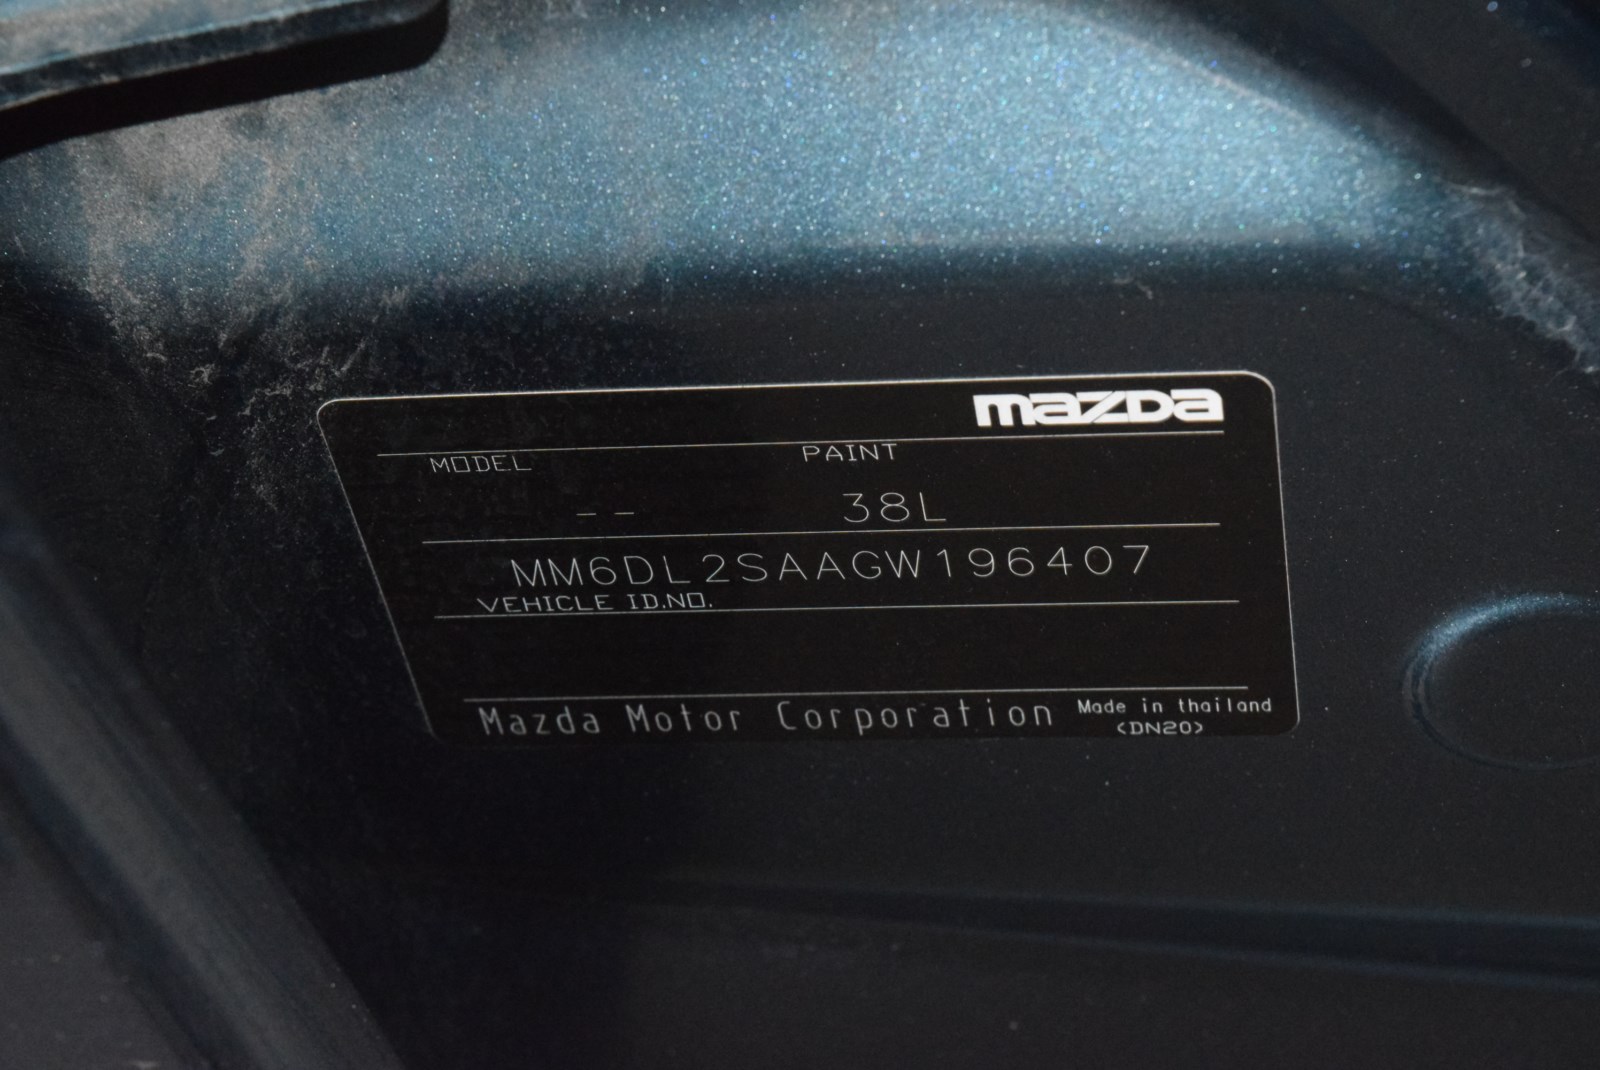 mazda
MODEL PAINT
-- 38L
MM6DL2SAAGW196407
VEHICLE ID.NO.
Mazda Motor Corporation Made in thailand
(DN20)